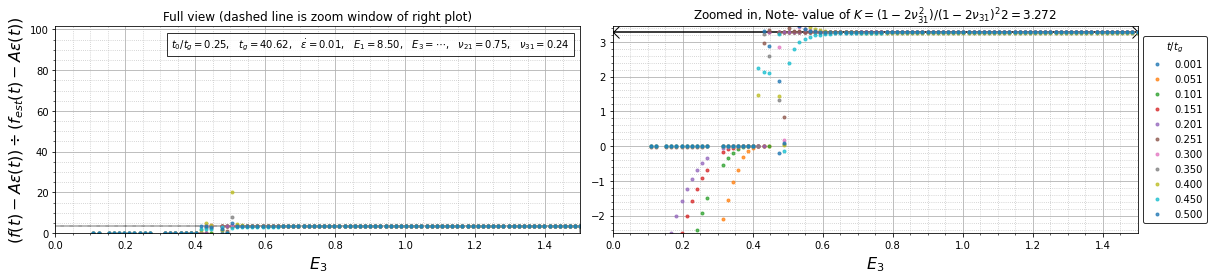 Full view (dashed line is zoom window of right plot)
(f(t) − Aε(t)) ÷ (f_est(t) − Aε(t))
100
80
60
40
20
0
t₀/t_g = 0.25, t_g = 40.62, ε̇ = 0.01, E₁ = 8.50, E₃ = ⋯, ν₂₁ = 0.75, ν₃₁ = 0.24
0.0 0.2 0.4 0.6 0.8 1.0 1.2 1.4
E₃
Zoomed in, Note- value of K = (1 − 2ν₃₁²)/(1 − 2ν₃₁)²2 = 3.272
3
2
1
0
−1
−2
0.0 0.2 0.4 0.6 0.8 1.0 1.2 1.4
E₃
t/t_g
0.001
0.051
0.101
0.151
0.201
0.251
0.300
0.350
0.400
0.450
0.500